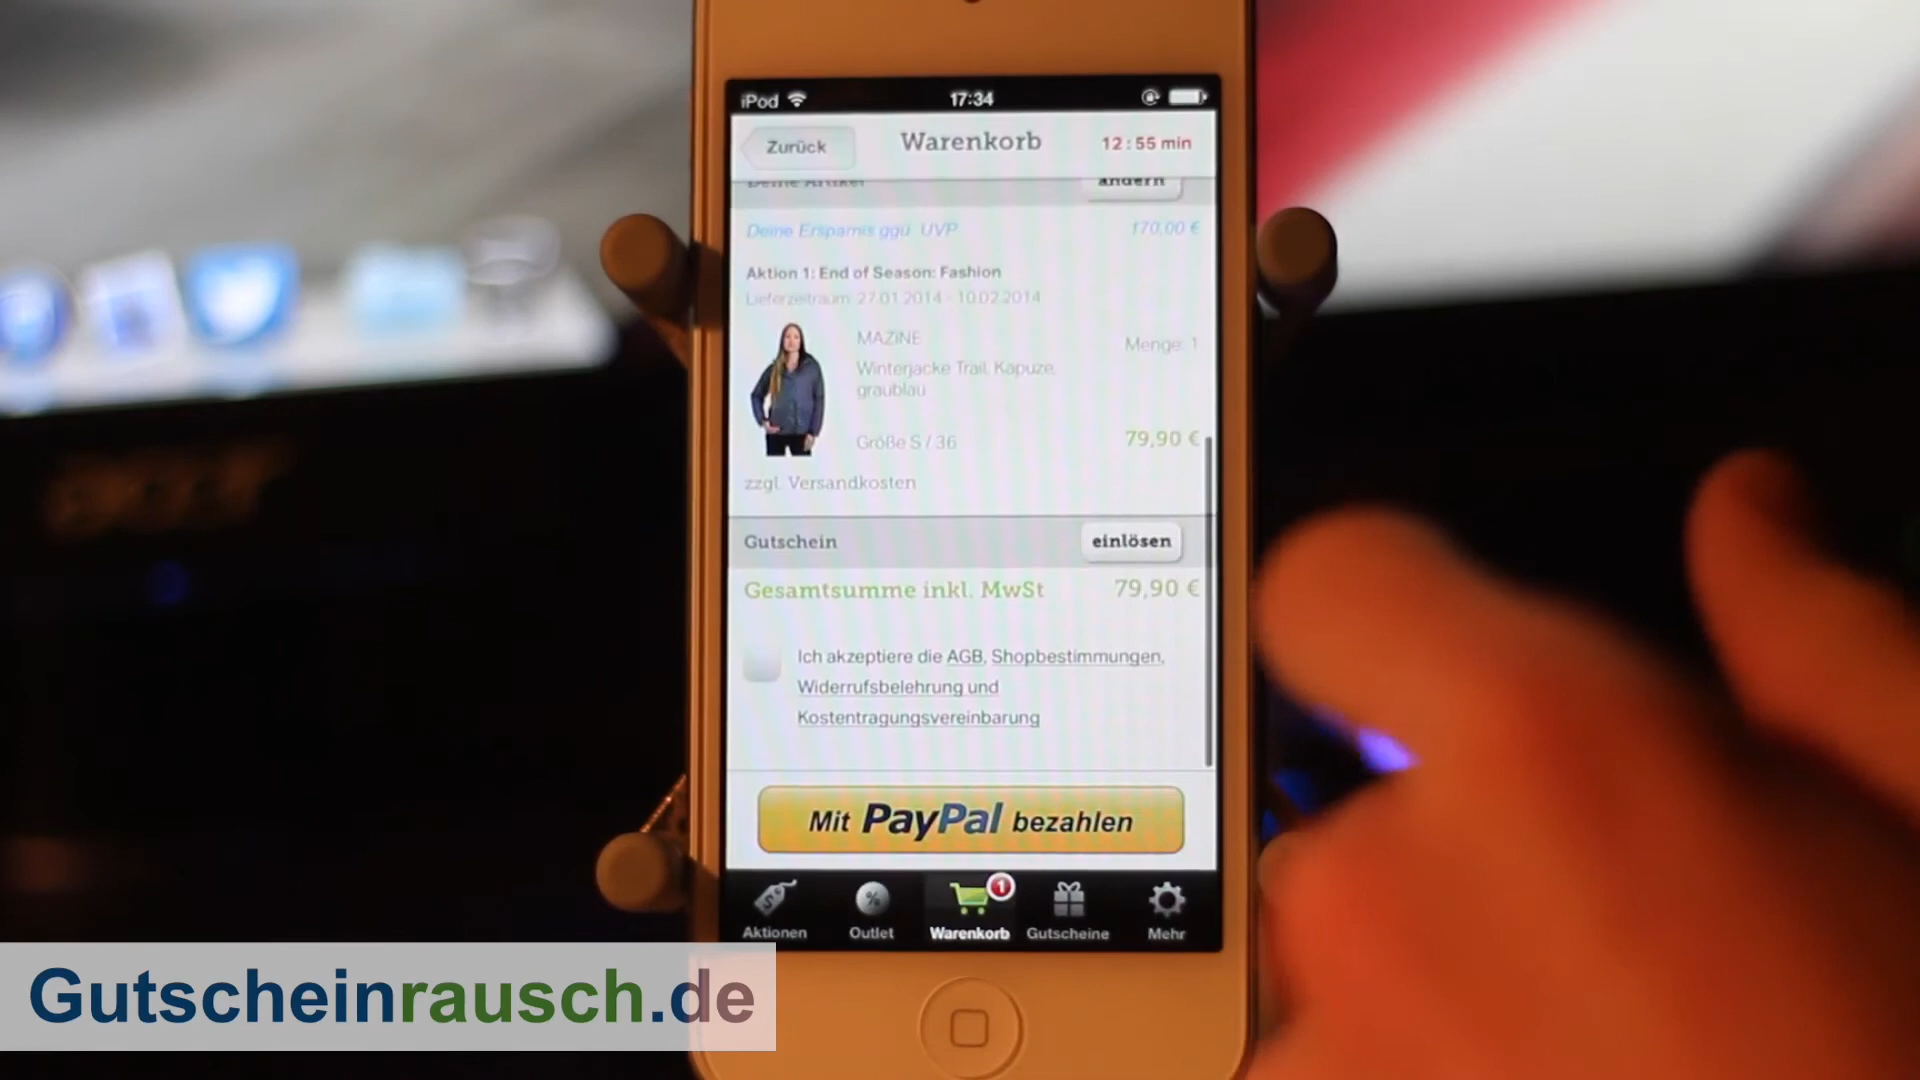 iPod 17:34
Zurück Warenkorb 12:55 min
Deine Artikel ändern
Deine Ersparnis ggü. UVP 170,00 €
Aktion 1: End of Season: Fashion
Lieferzeitraum: 27.01.2014 - 10.02.2014
MAZINE Menge: 1
Winterjacke Trail, Kapuze,
graublau
Größe S / 36 79,90 €
zzgl. Versandkosten
Gutschein einlösen
Gesamtsumme inkl. MwSt 79,90 €
Ich akzeptiere die AGB, Shopbestimmungen,
Widerrufsbelehrung und
Kostentragungsvereinbarung
Mit PayPal bezahlen
1
Aktionen Outlet Warenkorb Gutscheine Mehr
Gutscheinrausch.de